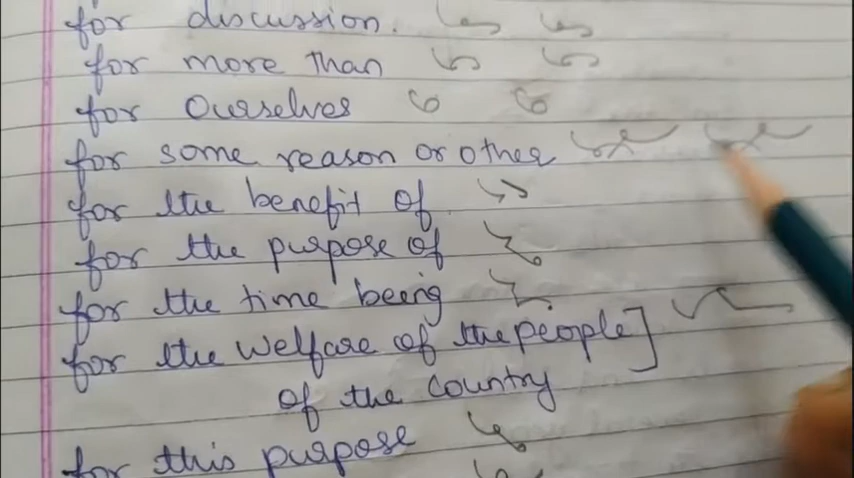 for discussion.
for more than
for ourselves
for some reason or other
for the benefit of
for the purpose of
for the time being
for the welfare of the people]
of the country
for this purpose